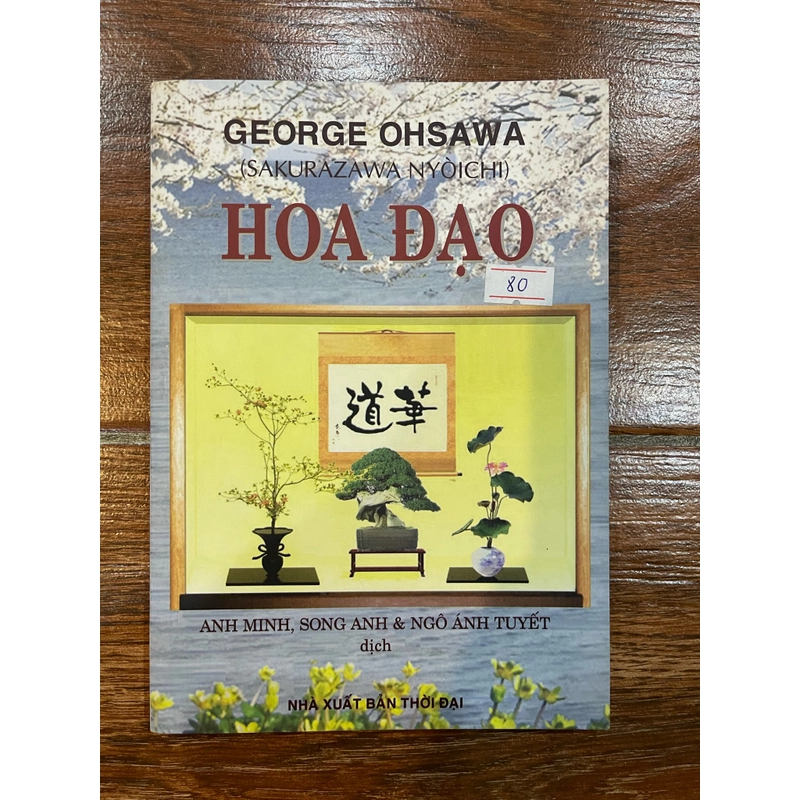 GEORGE OHSAWA
(SAKURAZAWA NYÒICHI)
HOA ĐẠO
80
道華
ANH MINH, SONG ANH & NGÔ ÁNH TUYẾT
dịch
NHÀ XUẤT BẢN THỜI ĐẠI